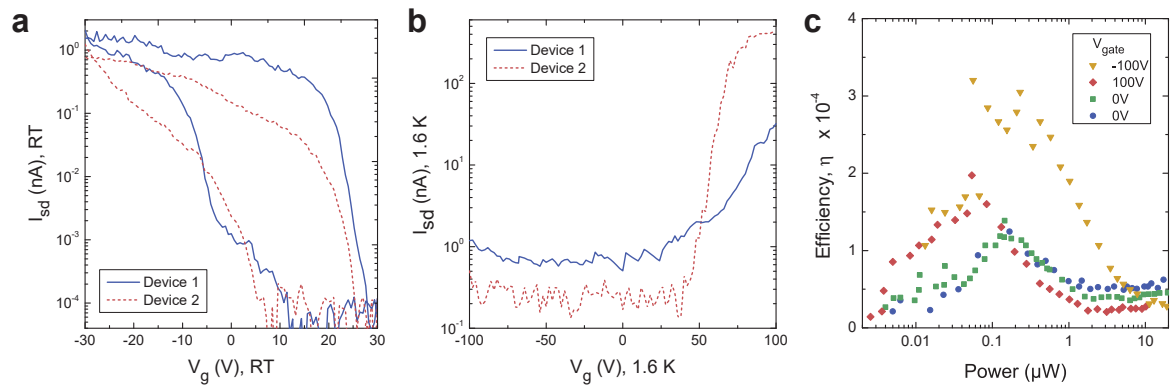 a
I_sd (nA), RT
10^1
10^0
10^-1
10^-2
10^-3
10^-4
Device 1
Device 2
-30 -20 -10 0 10 20 30
V_g (V), RT
b
I_sd (nA), 1.6 K
10^2
10^1
10^0
10^-1
Device 1
Device 2
-100 -50 0 50 100
V_g (V), 1.6 K
c
Efficiency, η x 10^-4
4
3
2
1
0
V_gate
-100V
100V
0V
0V
0.01 0.1 1 10
Power (µW)